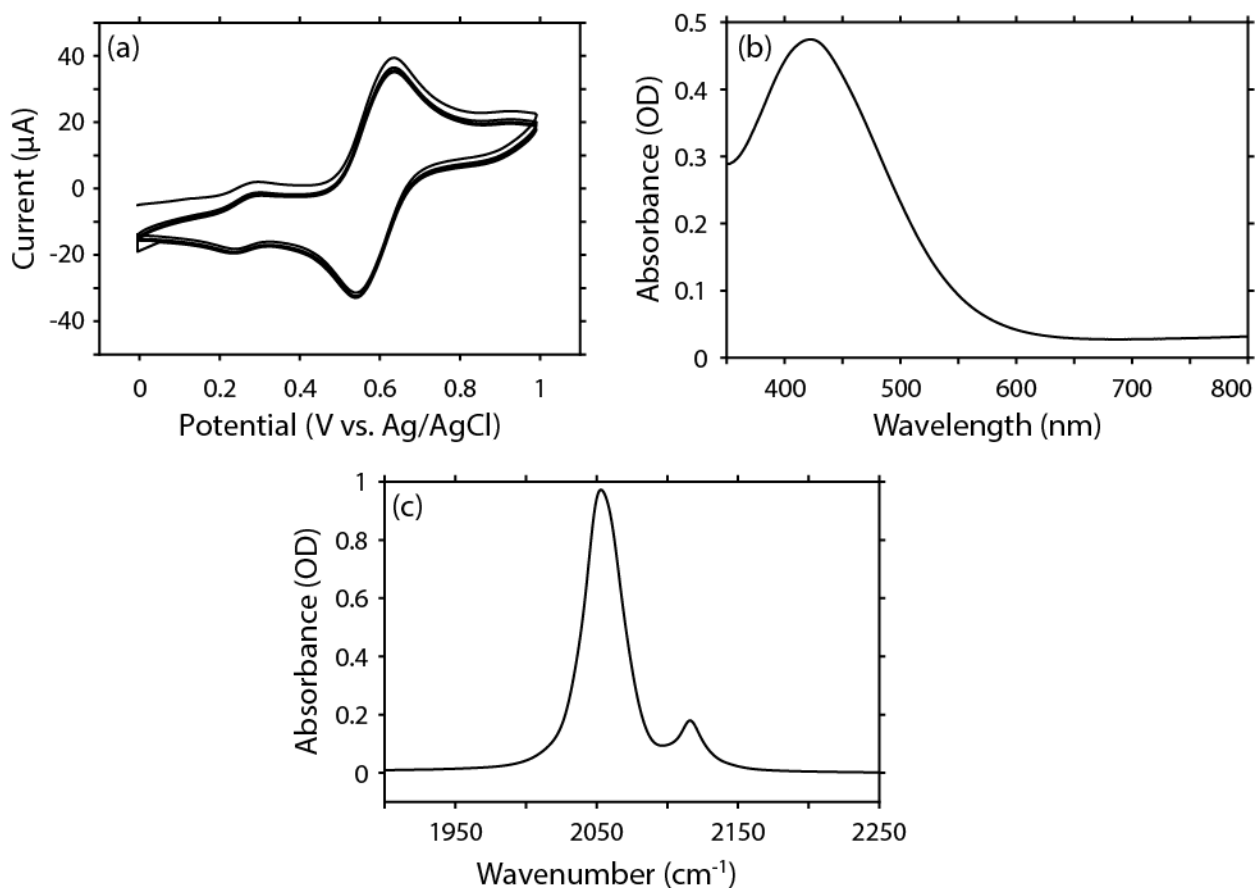 (a)
40
20
0
-20
-40
Current (µA)
0 0.2 0.4 0.6 0.8 1
Potential (V vs. Ag/AgCl)
(b)
0.5
0.4
0.3
0.2
0.1
0
Absorbance (OD)
400 500 600 700 800
Wavelength (nm)
(c)
1
0.8
0.6
0.4
0.2
0
Absorbance (OD)
1950 2050 2150 2250
Wavenumber (cm⁻¹)